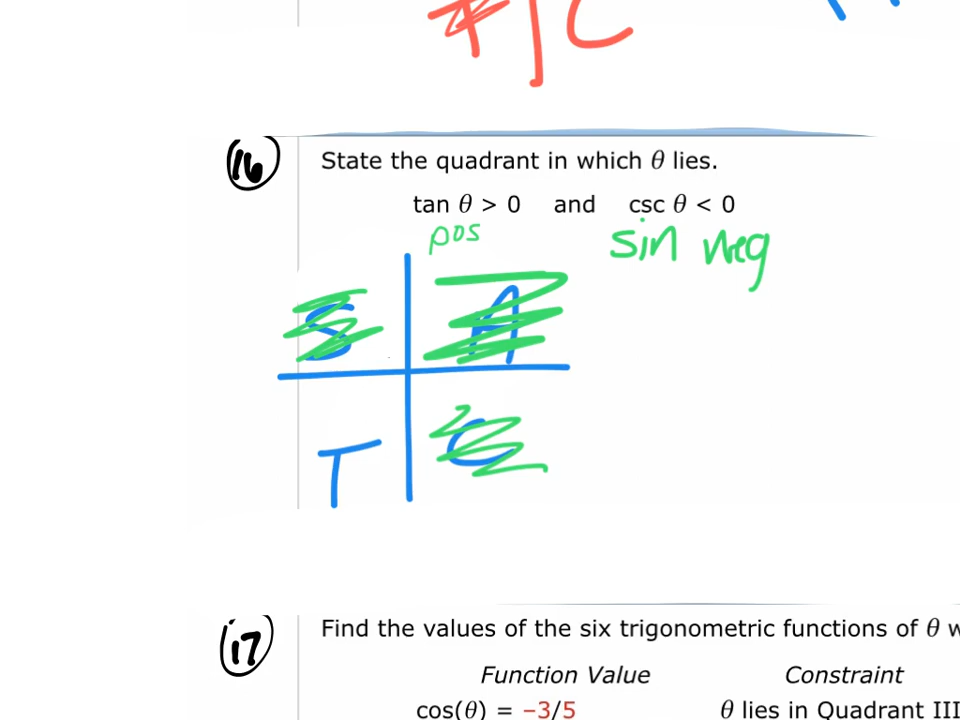 C
16
State the quadrant in which θ lies.
tan θ > 0 and csc θ < 0
pos sin neg
S A
T C
17
Find the values of the six trigonometric functions of θ
Function Value Constraint
cos(θ) = −3/5 θ lies in Quadrant III